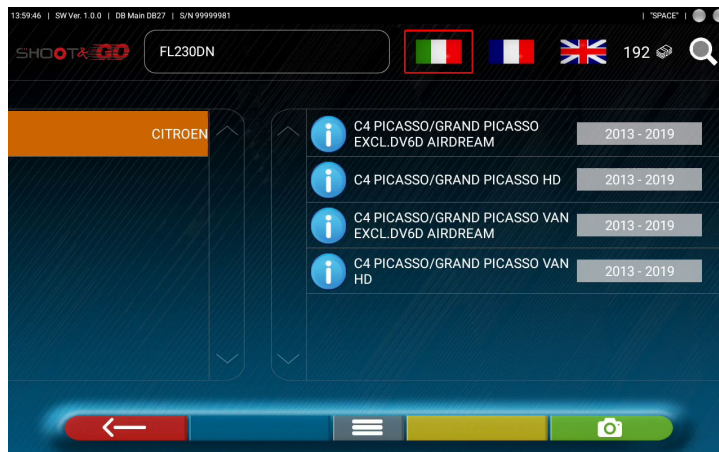 13:59:46 | SW Ver. 1.0.0 | DB Main DB27 | S/N 99999981
| "SPACE" |
SHOOT& GO
FL230DN
192
CITROEN
C4 PICASSO/GRAND PICASSO
EXCL.DV6D AIRDREAM
2013 - 2019
C4 PICASSO/GRAND PICASSO HD
2013 - 2019
C4 PICASSO/GRAND PICASSO VAN
EXCL.DV6D AIRDREAM
2013 - 2019
C4 PICASSO/GRAND PICASSO VAN
HD
2013 - 2019